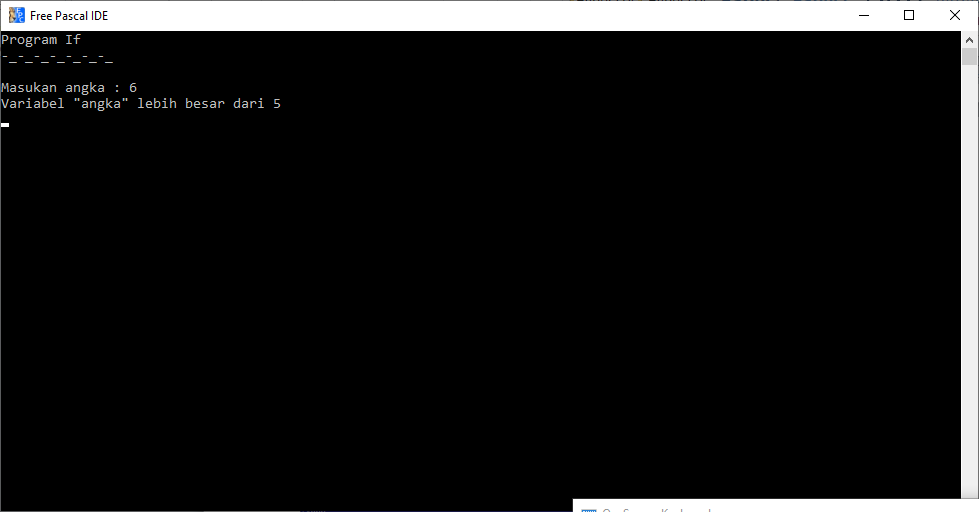 Free Pascal IDE
Program If
-_-_-_-_-_-_-_
Masukan angka : 6
Variabel "angka" lebih besar dari 5